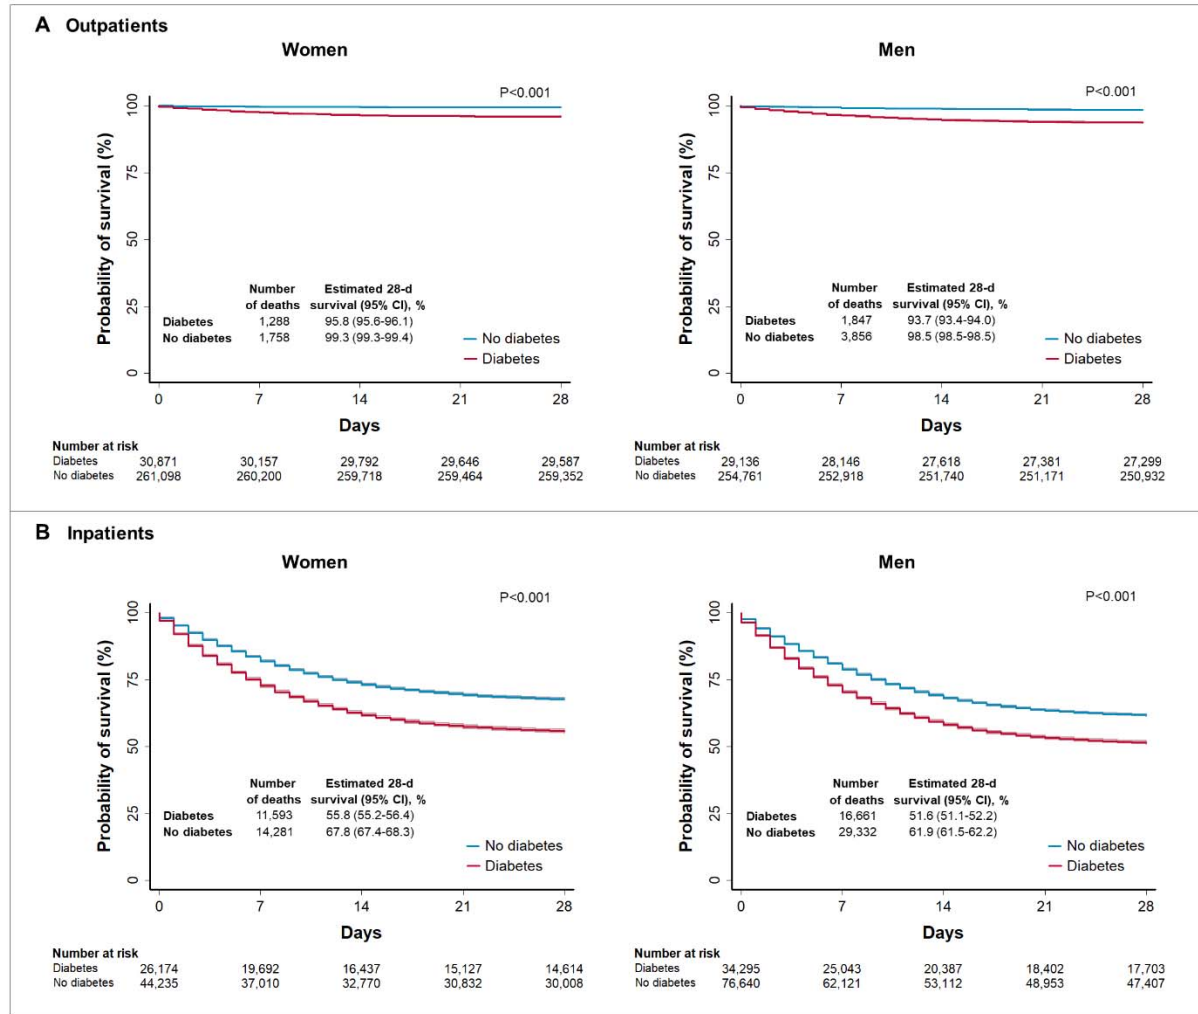 A Outpatients
Women
P<0.001
Probability of survival (%)
100
75
50
25
0
Number Estimated 28-d
of deaths survival (95% CI), %
Diabetes 1,288 95.8 (95.6-96.1)
No diabetes 1,758 99.3 (99.3-99.4)
No diabetes
Diabetes
0 7 14 21 28
Days
Number at risk
Diabetes 30,871 30,157 29,792 29,646 29,587
No diabetes 261,098 260,200 259,718 259,464 259,352
Men
P<0.001
Probability of survival (%)
100
75
50
25
0
Number Estimated 28-d
of deaths survival (95% CI), %
Diabetes 1,847 93.7 (93.4-94.0)
No diabetes 3,856 98.5 (98.5-98.5)
No diabetes
Diabetes
0 7 14 21 28
Days
Number at risk
Diabetes 29,136 28,146 27,618 27,381 27,299
No diabetes 254,761 252,918 251,740 251,171 250,932
B Inpatients
Women
P<0.001
Probability of survival (%)
100
75
50
25
0
Number Estimated 28-d
of deaths survival (95% CI), %
Diabetes 11,593 55.8 (55.2-56.4)
No diabetes 14,281 67.8 (67.4-68.3)
No diabetes
Diabetes
0 7 14 21 28
Days
Number at risk
Diabetes 26,174 19,692 16,437 15,127 14,614
No diabetes 44,235 37,010 32,770 30,832 30,008
Men
P<0.001
Probability of survival (%)
100
75
50
25
0
Number Estimated 28-d
of deaths survival (95% CI), %
Diabetes 16,661 51.6 (51.1-52.2)
No diabetes 29,332 61.9 (61.5-62.2)
No diabetes
Diabetes
0 7 14 21 28
Days
Number at risk
Diabetes 34,295 25,043 20,387 18,402 17,703
No diabetes 76,640 62,121 53,112 48,953 47,407